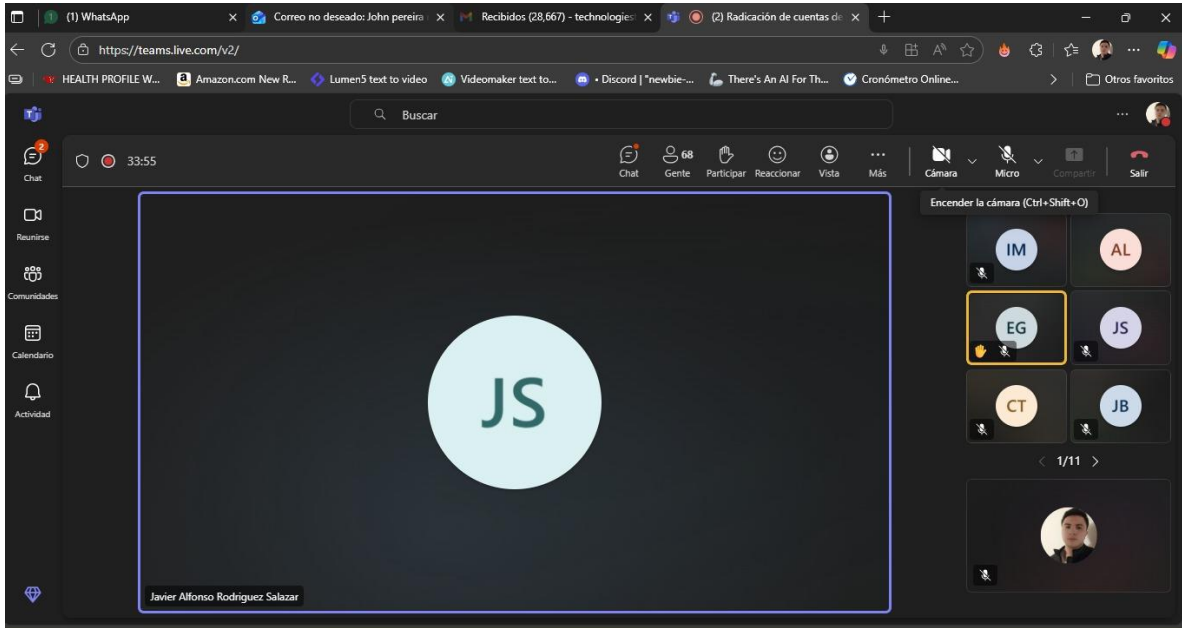 (1) WhatsApp
Correo no deseado: John pereira
Recibidos (28,667) - technologies
(2) Radicación de cuentas de
https://teams.live.com/v2/
HEALTH PROFILE W...
Amazon.com New R...
Lumen5 text to video
Videomaker text to...
• Discord | "newbie-...
There's An AI For Th...
Cronómetro Online...
Otros favoritos
Buscar
2
Chat
33:55
Chat
68
Gente
Participar
Reaccionar
Vista
Más
Cámara
Micro
Compartir
Salir
Encender la cámara (Ctrl+Shift+O)
Reunirse
Comunidades
Calendario
Actividad
JS
Javier Alfonso Rodriguez Salazar
IM
AL
EG
JS
CT
JB
1/11